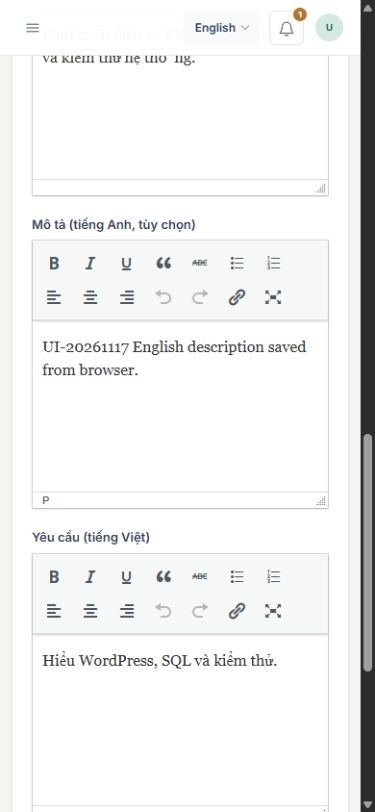 English
1
U
và kiểm thử hệ thống.
Mô tả (tiếng Anh, tùy chọn)
B I U ABC
UI-20261117 English description saved
from browser.
P
Yêu cầu (tiếng Việt)
B I U ABC
Hiểu WordPress, SQL và kiểm thử.